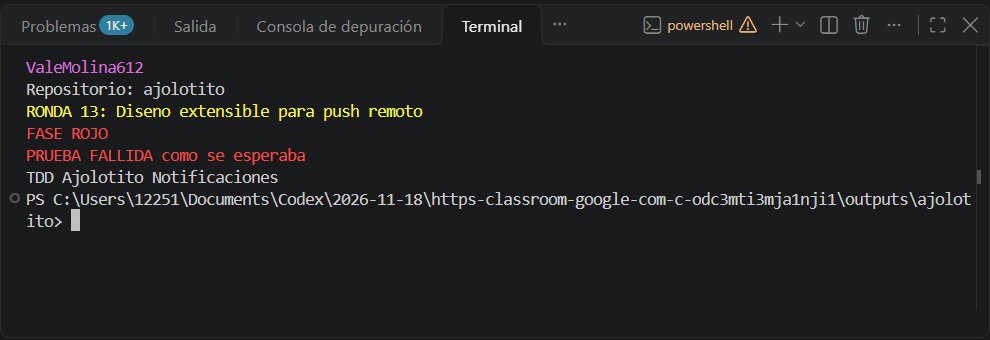 Problemas 1K+ Salida Consola de depuración Terminal ··· powershell ···
ValeMolina612
Repositorio: ajolotito
RONDA 13: Diseno extensible para push remoto
FASE ROJO
PRUEBA FALLIDA como se esperaba
TDD Ajolotito Notificaciones
PS C:\Users\12251\Documents\Codex\2026-11-18\https-classroom-google-com-c-odc3mti3mja1nji1\outputs\ajolot
ito>